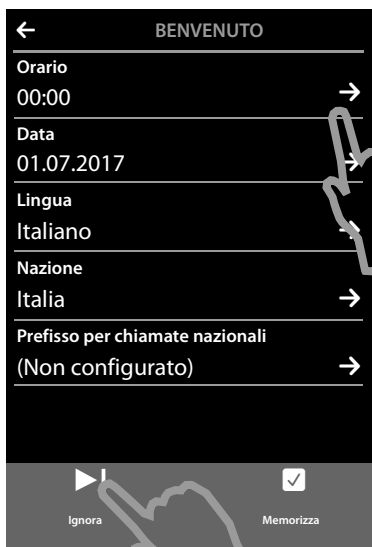 BENVENUTO
Orario
00:00
Data
01.07.2017
Lingua
Italiano
Nazione
Italia
Prefisso per chiamate nazionali
(Non configurato)
Ignora Memorizza